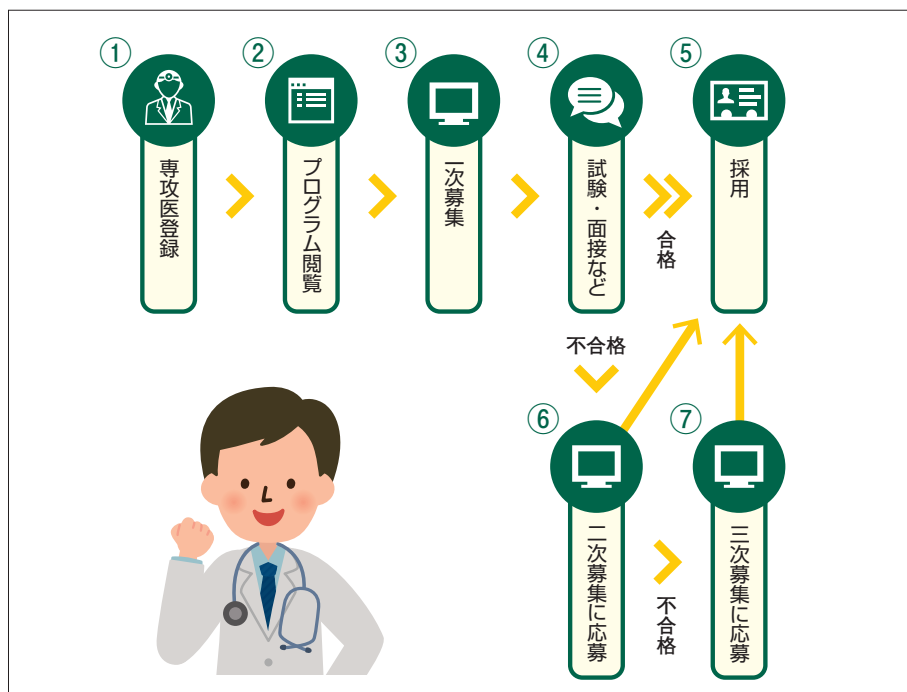 ①
専攻医登録
②
プログラム閲覧
③
一次募集
④
試験・面接など
合格
⑤
採用
不合格
⑥
二次募集に応募
不合格
⑦
三次募集に応募